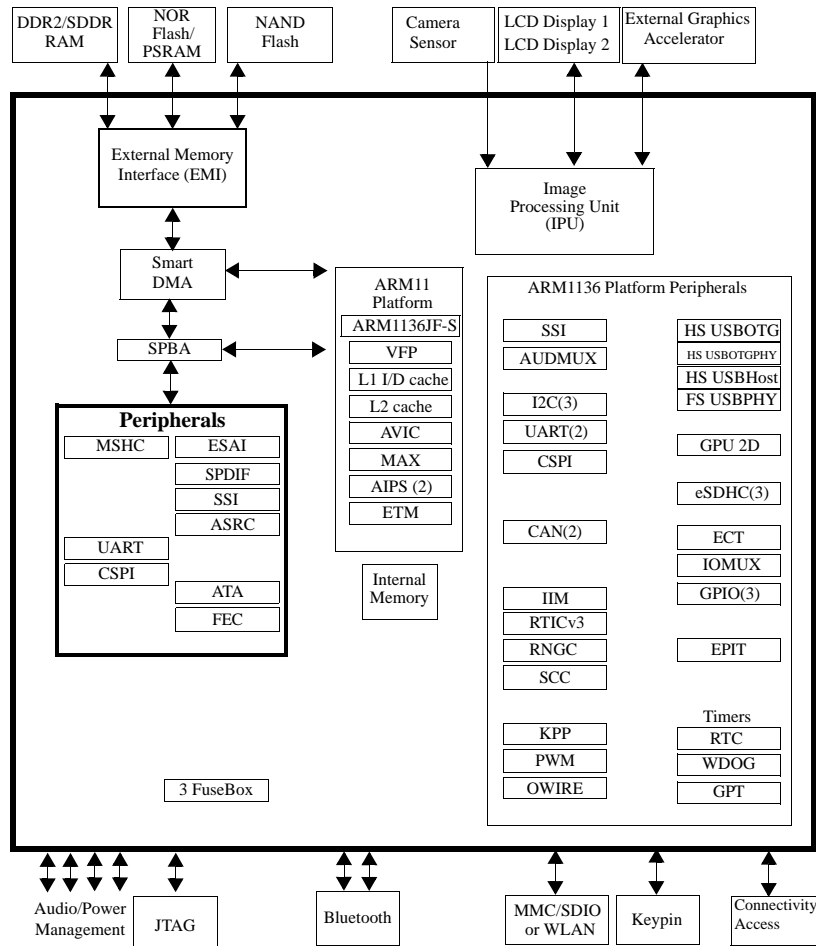 DDR2/SDDR
RAM
NOR
Flash/
PSRAM
NAND
Flash
Camera
Sensor
LCD Display 1
LCD Display 2
External Graphics
Accelerator
External Memory
Interface (EMI)
Image
Processing Unit
(IPU)
Smart
DMA
SPBA
ARM11
Platform
ARM1136JF-S
VFP
L1 I/D cache
L2 cache
AVIC
MAX
AIPS (2)
ETM
Internal
Memory
Peripherals
MSHC
ESAI
SPDIF
SSI
ASRC
UART
CSPI
ATA
FEC
3 FuseBox
ARM1136 Platform Peripherals
SSI
AUDMUX
I2C(3)
UART(2)
CSPI
CAN(2)
IIM
RTICv3
RNGC
SCC
KPP
PWM
OWIRE
HS USBOTG
HS USBOTGPHY
HS USBHost
FS USBPHY
GPU 2D
eSDHC(3)
ECT
IOMUX
GPIO(3)
EPIT
Timers
RTC
WDOG
GPT
Audio/Power
Management
JTAG
Bluetooth
MMC/SDIO
or WLAN
Keypin
Connectivity
Access